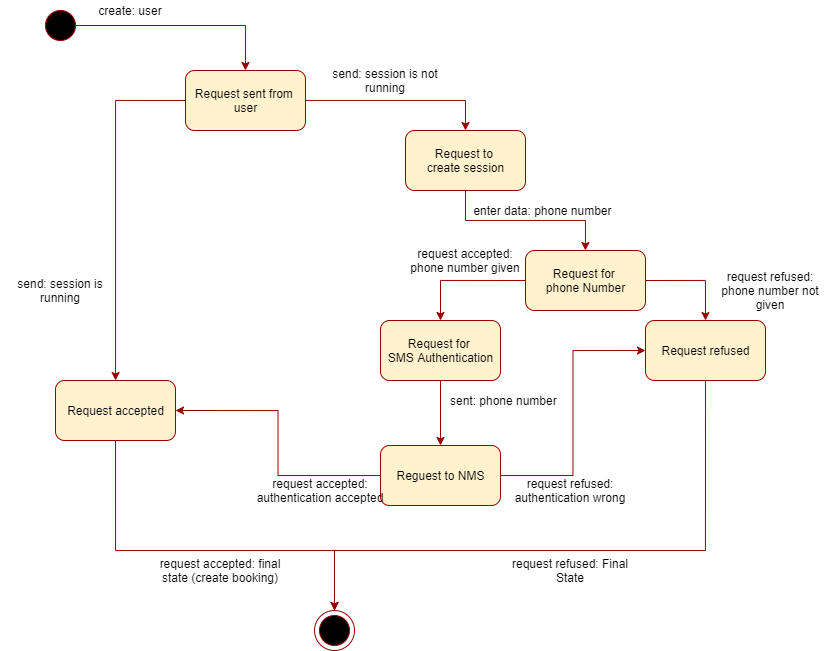 create: user
Request sent from
user
send: session is not
running
Request to
create session
enter data: phone number
request accepted:
phone number given
Request for
phone Number
request refused:
phone number not
given
send: session is
running
Request for
SMS Authentication
Request refused
Request accepted
sent: phone number
Reguest to NMS
request accepted:
authentication accepted
request refused:
authentication wrong
request accepted: final
state (create booking)
request refused: Final
State